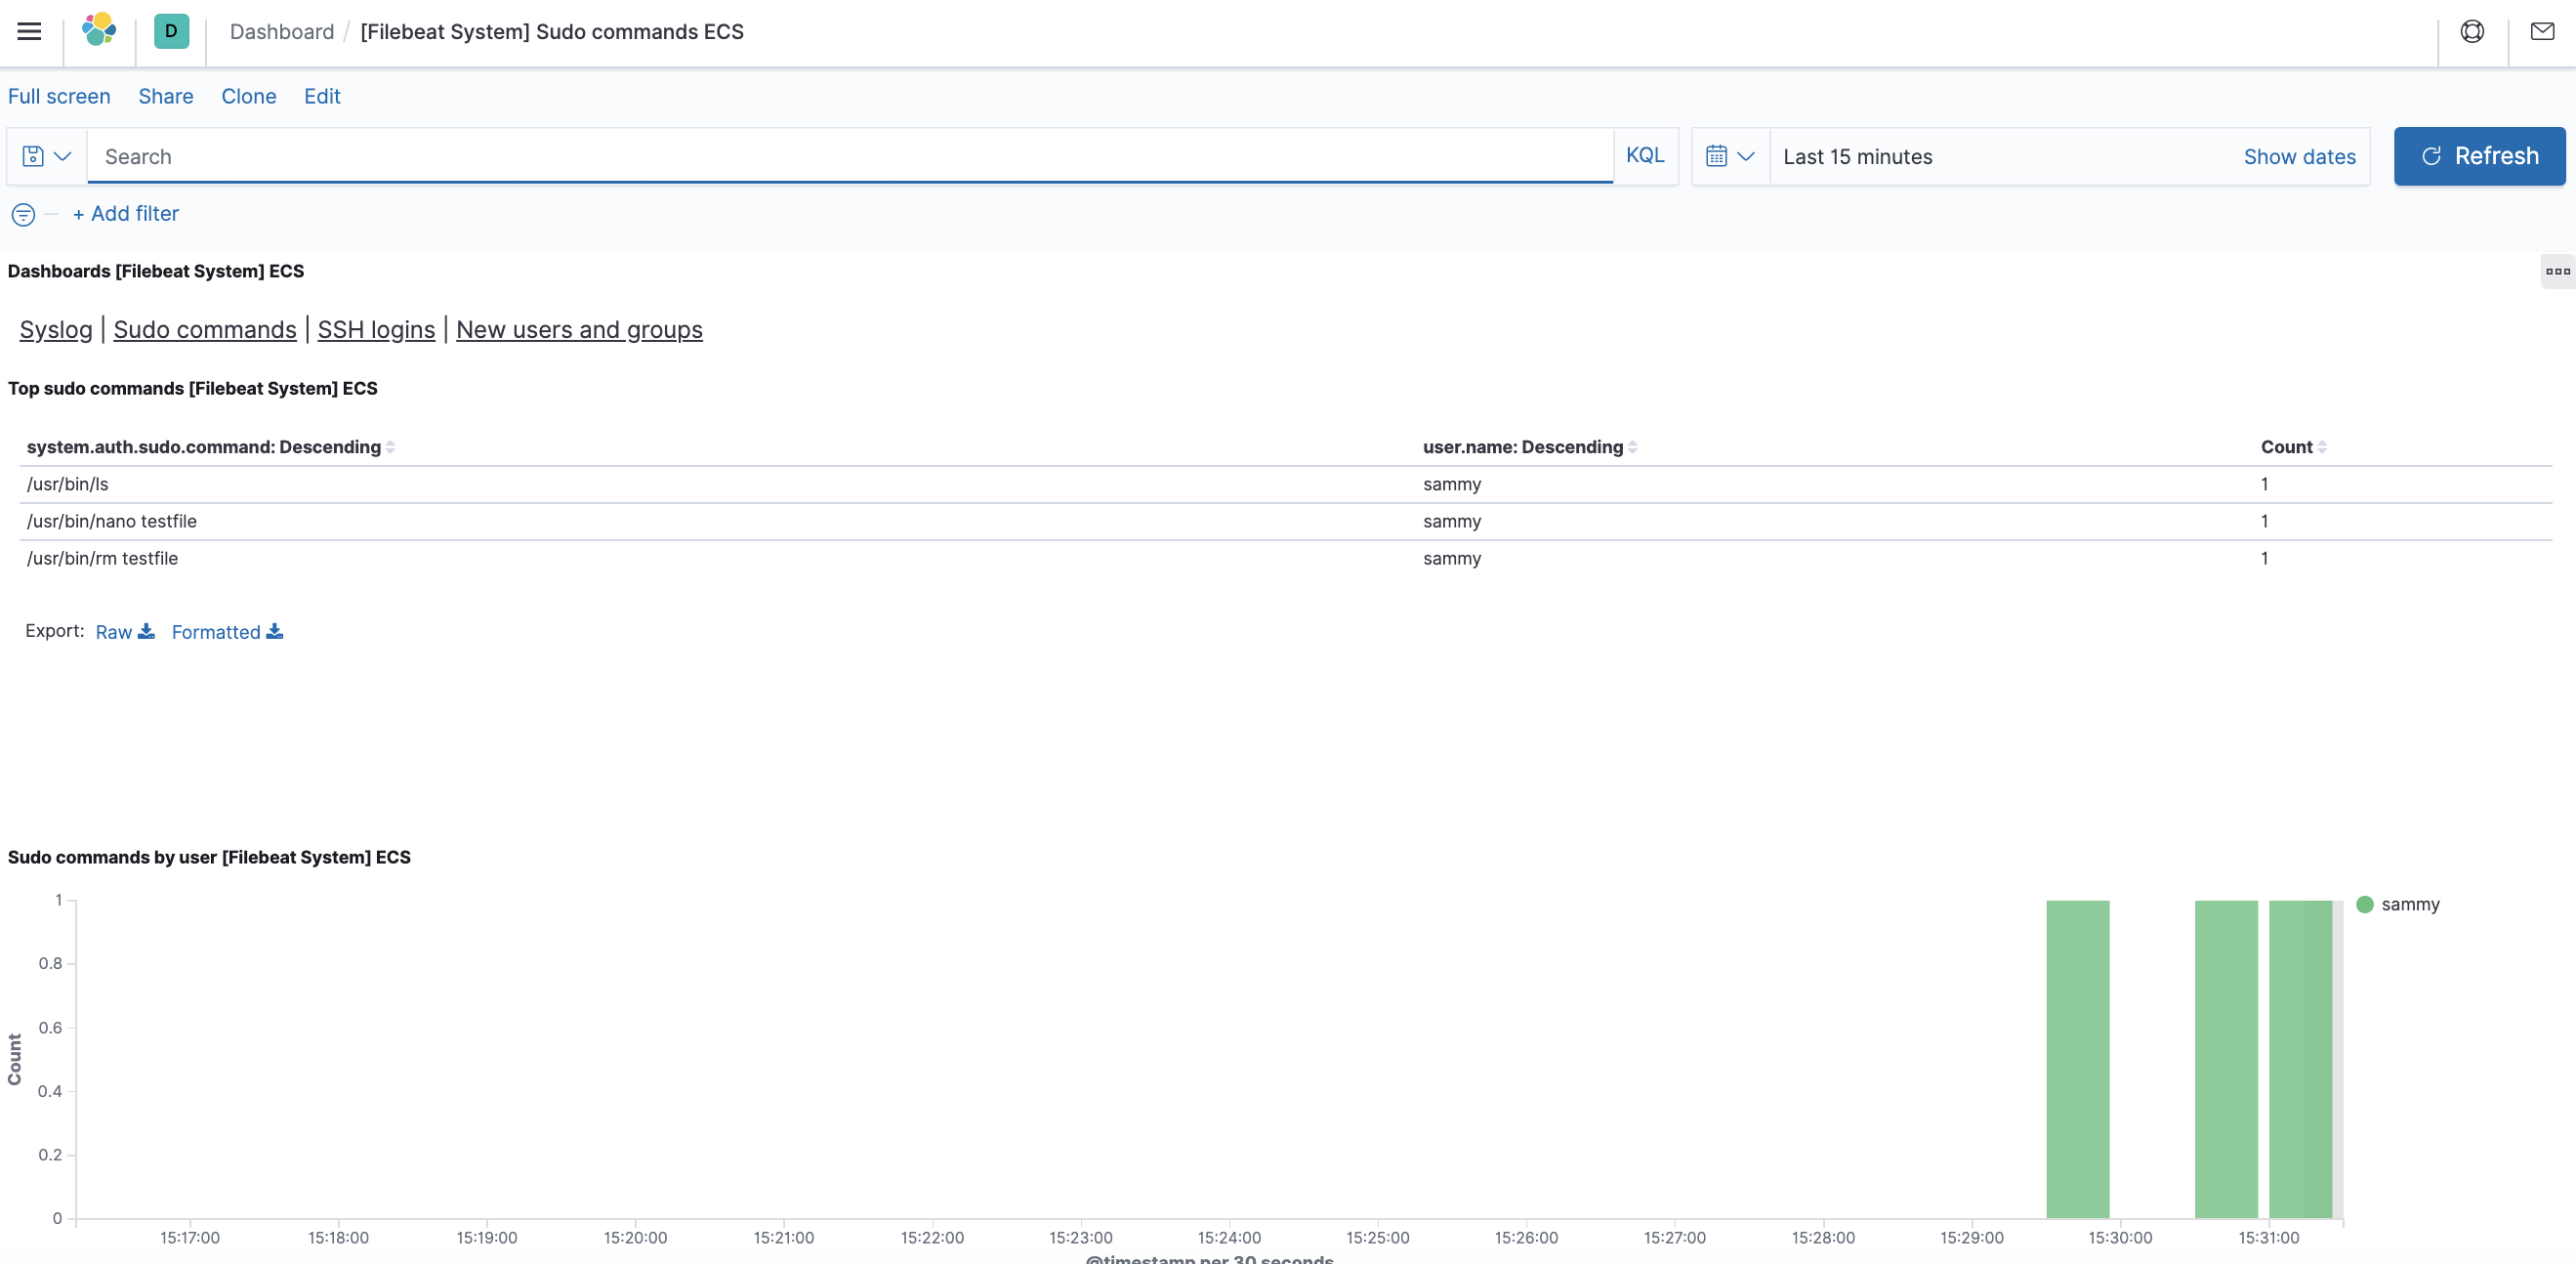 D Dashboard / [Filebeat System] Sudo commands ECS
Full screen Share Clone Edit
Search KQL Last 15 minutes Show dates Refresh
+ Add filter
Dashboards [Filebeat System] ECS
Syslog | Sudo commands | SSH logins | New users and groups
Top sudo commands [Filebeat System] ECS
system.auth.sudo.command: Descending user.name: Descending Count
/usr/bin/ls sammy 1
/usr/bin/nano testfile sammy 1
/usr/bin/rm testfile sammy 1
Export: Raw Formatted
Sudo commands by user [Filebeat System] ECS
1
0.8
0.6
0.4
0.2
0
Count
sammy
15:17:00 15:18:00 15:19:00 15:20:00 15:21:00 15:22:00 15:23:00 15:24:00 15:25:00 15:26:00 15:27:00 15:28:00 15:29:00 15:30:00 15:31:00
@timestamp per 30 seconds